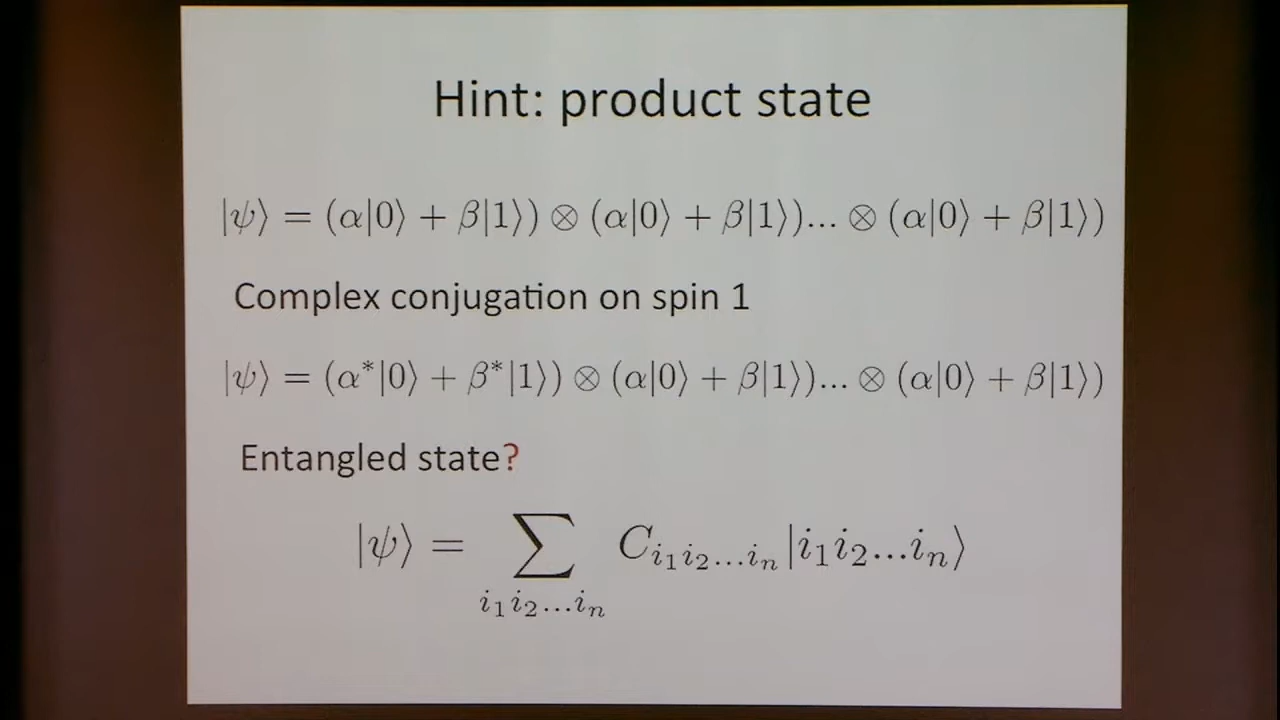 Hint: product state
|ψ⟩ = (α|0⟩ + β|1⟩) ⊗ (α|0⟩ + β|1⟩)... ⊗ (α|0⟩ + β|1⟩)
Complex conjugation on spin 1
|ψ⟩ = (α*|0⟩ + β*|1⟩) ⊗ (α|0⟩ + β|1⟩)... ⊗ (α|0⟩ + β|1⟩)
Entangled state?
|ψ⟩ = ∑_{i₁i₂...iₙ} C_{i₁i₂...iₙ} |i₁i₂...iₙ⟩